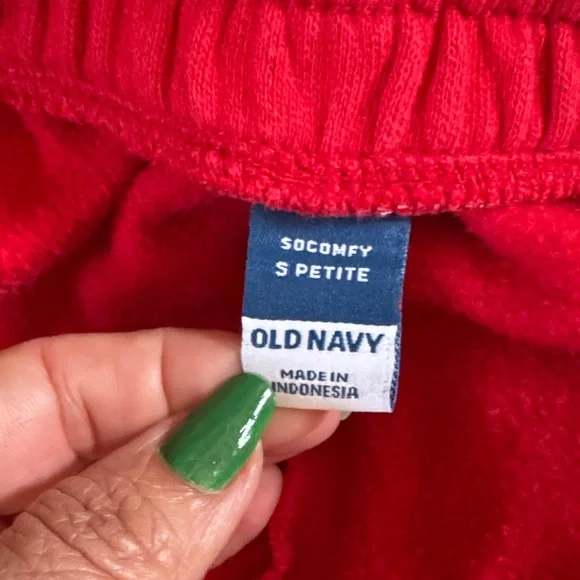 SOCOMFY
S PETITE
OLD NAVY
MADE IN
INDONESIA